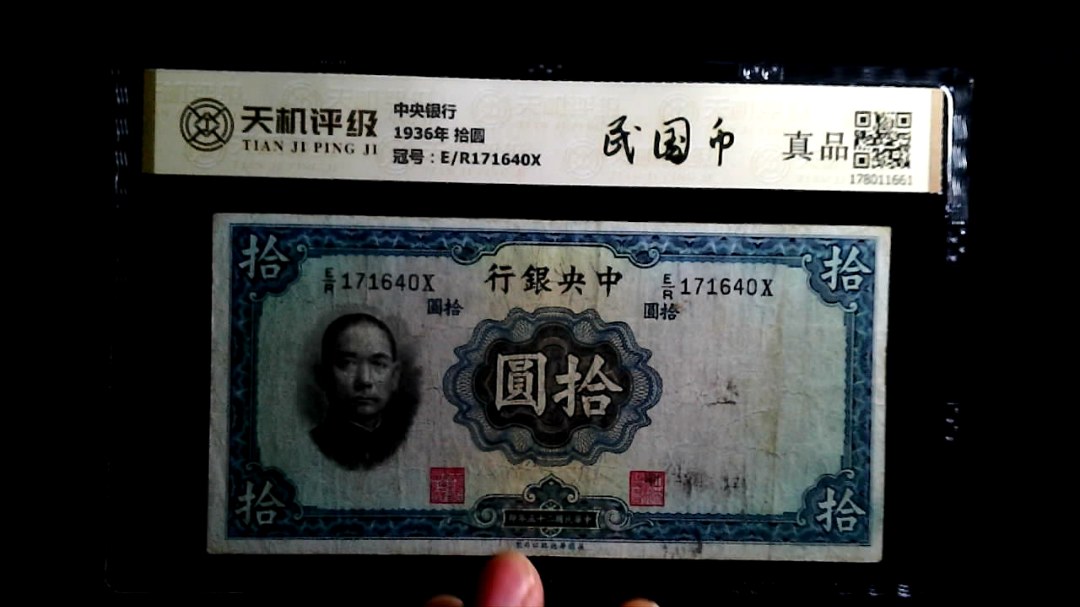 天机评级
TIAN JI PING JI
中央银行
1936年 拾圆
冠号：E/R171640X
民国币
真品
178011661
拾
拾
E/R 171640X
行銀央中
E/R 171640X
圓拾
圓拾
圓拾
拾
拾